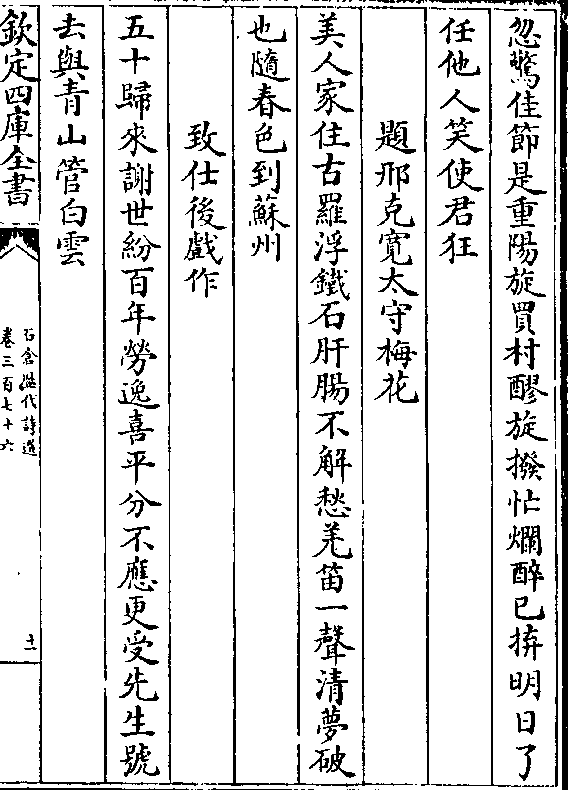 忽驚佳節是重陽旋買村醪旋撥忙爛醉已拚明日了
任他人笑使君狂
題邢克寬太守梅花
美人家住古羅浮鐵石肝腸不解愁羌笛一聲清夢破
也隨春色到蘇州
致仕後戲作
五十歸來謝世紛百年勞逸喜平分不應更受先生號
去與青山管白雲
欽定四庫全書
石倉歴代詩選
卷三百七十六
十一